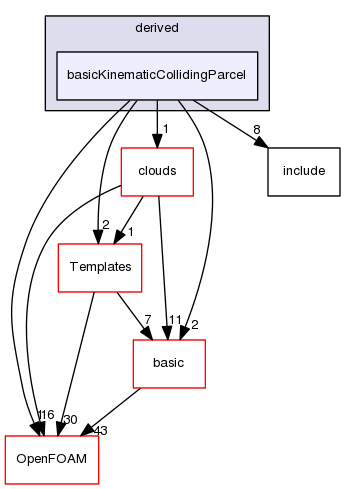 derived
basicKinematicCollidingParcel
1
8
clouds
include
2
1
Templates
7
11
2
basic
16
30
43
OpenFOAM